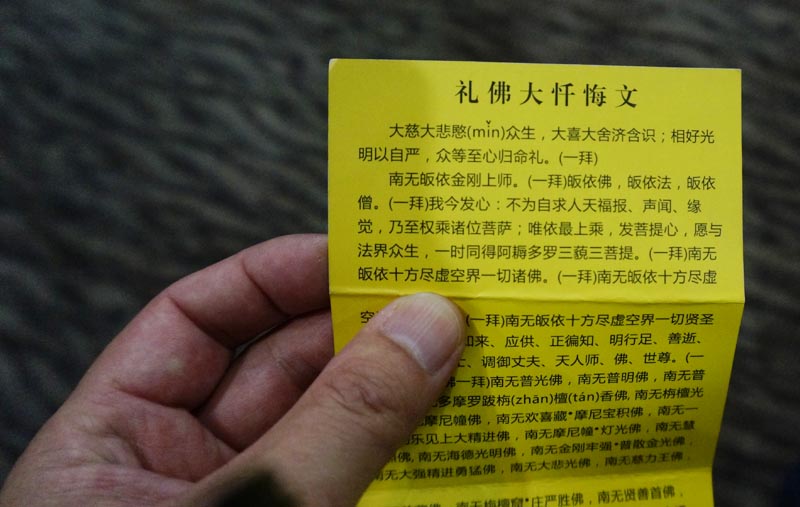 礼佛大忏悔文
大慈大悲愍(mǐn)众生，大喜大舍济含识；相好光
明以自严，众等至心归命礼。(一拜)
南无皈依金刚上师。(一拜)皈依佛，皈依法，皈依
僧。(一拜)我今发心：不为自求人天福报、声闻、缘
觉，乃至权乘诸位菩萨；唯依最上乘，发菩提心，愿与
法界众生，一时同得阿耨多罗三藐三菩提。(一拜)南无
皈依十方尽虚空界一切诸佛。(一拜)南无皈依十方尽虚
空 (一拜)南无皈依十方尽虚空界一切贤圣
如来、应供、正徧知、明行足、善逝、
调御丈夫、天人师、佛、世尊。(一
佛一拜)南无普光佛，南无普明佛，南无普
多摩罗跋栴(zhān)檀(tán)香佛,南无栴檀光
摩尼幢佛，南无欢喜藏*摩尼宝积佛，南无一
乐见上大精进佛，南无摩尼幢*灯光佛，南无慧
佛,南无海德光明佛，南无金刚牢强*普散金光佛，
南无大强精进勇猛佛，南无大悲光佛，南无慈力王佛，
南无栴檀窟*庄严胜佛，南无贤善首佛，